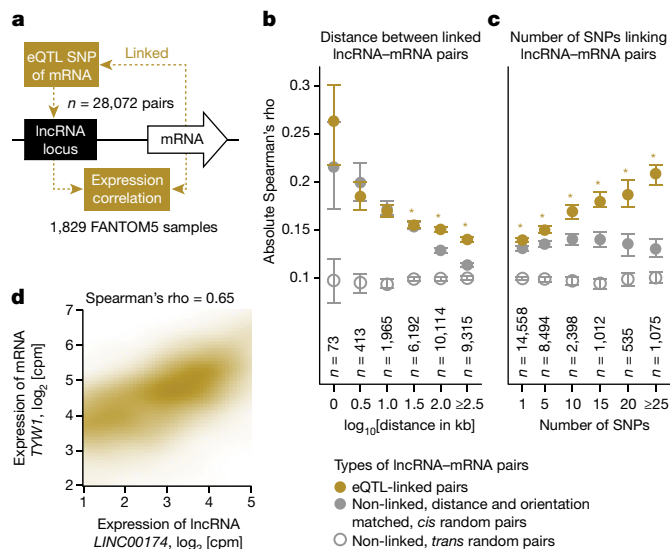 a
eQTL SNP
of mRNA
Linked
n = 28,072 pairs
lncRNA
locus
mRNA
Expression
correlation
1,829 FANTOM5 samples
b
Distance between linked
lncRNA–mRNA pairs
Absolute Spearman's rho
0.3
0.25
0.2
0.15
0.1
* * *
n = 73
n = 413
n = 1,965
n = 6,192
n = 10,114
n = 9,315
0 0.5 1.0 1.5 2.0 ≥2.5
log10[distance in kb]
c
Number of SNPs linking
lncRNA–mRNA pairs
* * * * * *
n = 14,558
n = 8,494
n = 2,398
n = 1,012
n = 535
n = 1,075
1 5 10 15 20 ≥25
Number of SNPs
d
Spearman's rho = 0.65
Expression of mRNA
TYW1, log2 [cpm]
7
6
5
4
3
2
1 2 3 4 5
Expression of lncRNA
LINC00174, log2 [cpm]
Types of lncRNA–mRNA pairs
eQTL-linked pairs
Non-linked, distance and orientation
matched, cis random pairs
Non-linked, trans random pairs